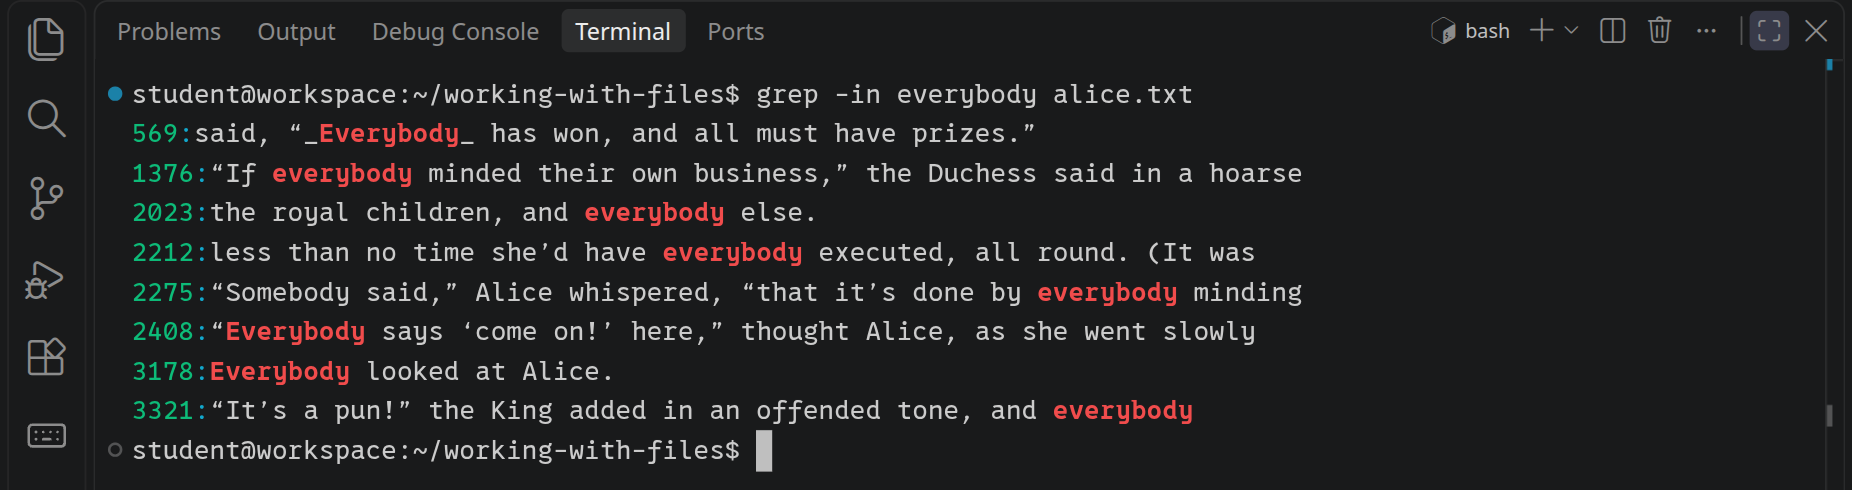 Problems Output Debug Console Terminal Ports bash
student@workspace:~/working-with-files$ grep -in everybody alice.txt
569:said, “_Everybody_ has won, and all must have prizes.”
1376:“If everybody minded their own business,” the Duchess said in a hoarse
2023:the royal children, and everybody else.
2212:less than no time she’d have everybody executed, all round. (It was
2275:“Somebody said,” Alice whispered, “that it’s done by everybody minding
2408:“Everybody says ‘come on!’ here,” thought Alice, as she went slowly
3178:Everybody looked at Alice.
3321:“It’s a pun!” the King added in an offended tone, and everybody
student@workspace:~/working-with-files$